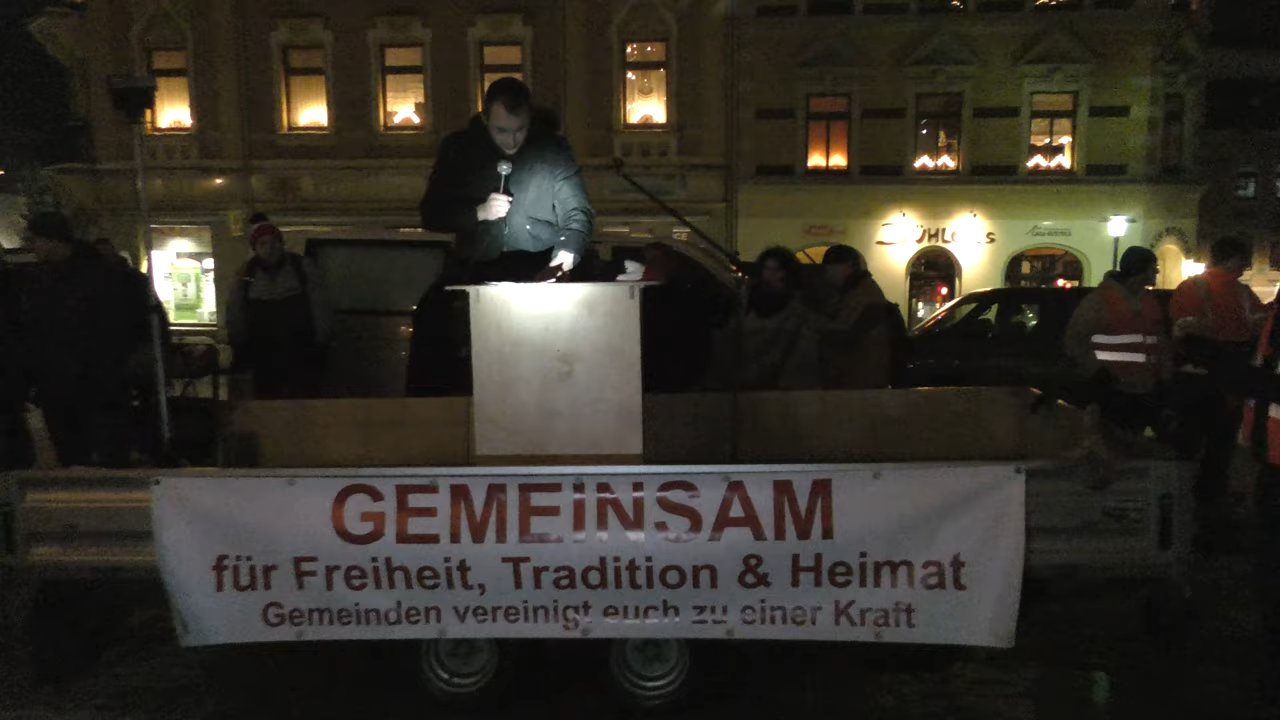 GEMEINSAM
für Freiheit, Tradition & Heimat
Gemeinden vereinigt euch zu einer Kraft